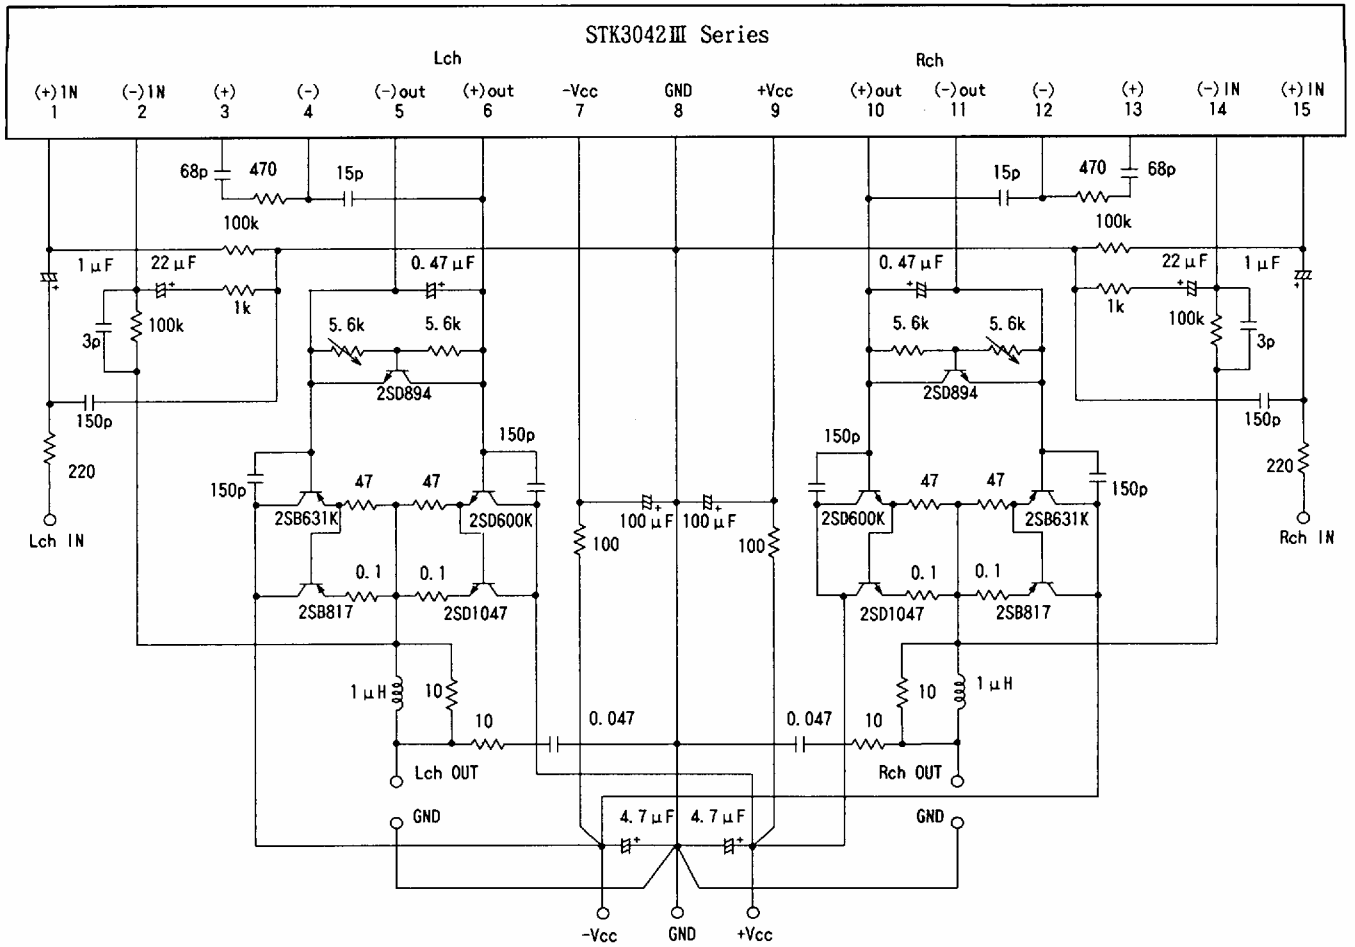 STK3042Ⅲ Series
Lch Rch
(+)IN (-)IN (+) (-) (-)out (+)out -Vcc GND +Vcc (+)out (-)out (-) (+) (-)IN (+)IN
1 2 3 4 5 6 7 8 9 10 11 12 13 14 15
68p 470 15p 15p 470 68p
100k 100k
1μF 22μF 0.47μF 0.47μF 22μF 1μF
1k 1k
3p 100k 5.6k 5.6k 5.6k 5.6k 100k 3p
2SD894 2SD894
150p 150p 150p 150p
220 150p 47 47 47 47 150p 220
2SB631K 2SD600K 100μF 100μF 2SD600K 2SB631K
Lch IN 100 100 Rch IN
0.1 0.1 0.1 0.1
2SB817 2SD1047 2SD1047 2SB817
1μH 10 10 1μH
10 0.047 0.047 10
Lch OUT Rch OUT
GND 4.7μF 4.7μF GND
-Vcc GND +Vcc